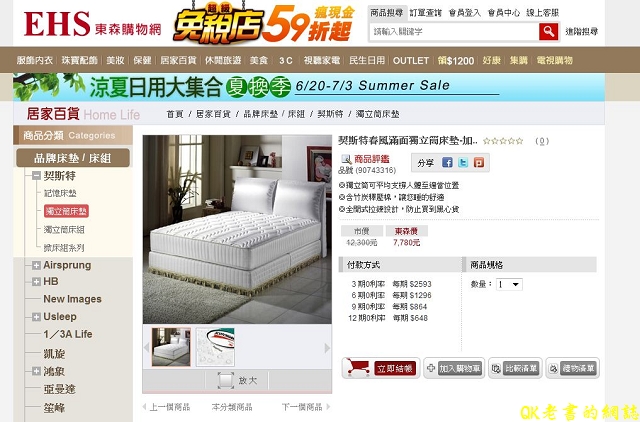 EHS 東森購物網
超級 免稅店 瘋現金 59折起
商品搜尋 訂單查詢 會員登入 會員中心 線上客服
請輸入關鍵字 進階搜尋
服飾內衣 珠寶配飾 美妝 保健 居家百貨 休閒旅遊 美食 3C 視聽家電 民生日用 OUTLET 領$1200 好康 集購 電視購物
涼夏日用大集合 夏換季 6/20-7/3 Summer Sale
居家百貨 Home Life
首頁 / 居家百貨 / 品牌床墊 / 床組 / 契斯特 / 獨立筒床墊
商品分類 Categories
品牌床墊 / 床組
契斯特
記憶床墊
獨立筒床墊
獨立筒床組
掀床組系列
Airsprung
HB
New Images
Usleep
1／3A Life
凱旋
鴻象
亞曼達
笙峰
放大
上一個商品 本分類商品 下一個商品
契斯特春風滿面獨立筒床墊-加..
(0)
商品評鑑
品號 (90743316)
分享
獨立筒可平均支撐人體至適當位置
含竹炭釋壓棉，讓您睡的舒適
全開式拉鍊設計，防止買到黑心貨
市價 東森價
12,300元 7,780元
付款方式
3 期0利率 每期 $2593
6 期0利率 每期 $1296
9 期0利率 每期 $864
12 期0利率 每期 $648
商品規格
數量： 1
立即結帳 加入購物車 比較清單 禮物清單
QK老書的網誌